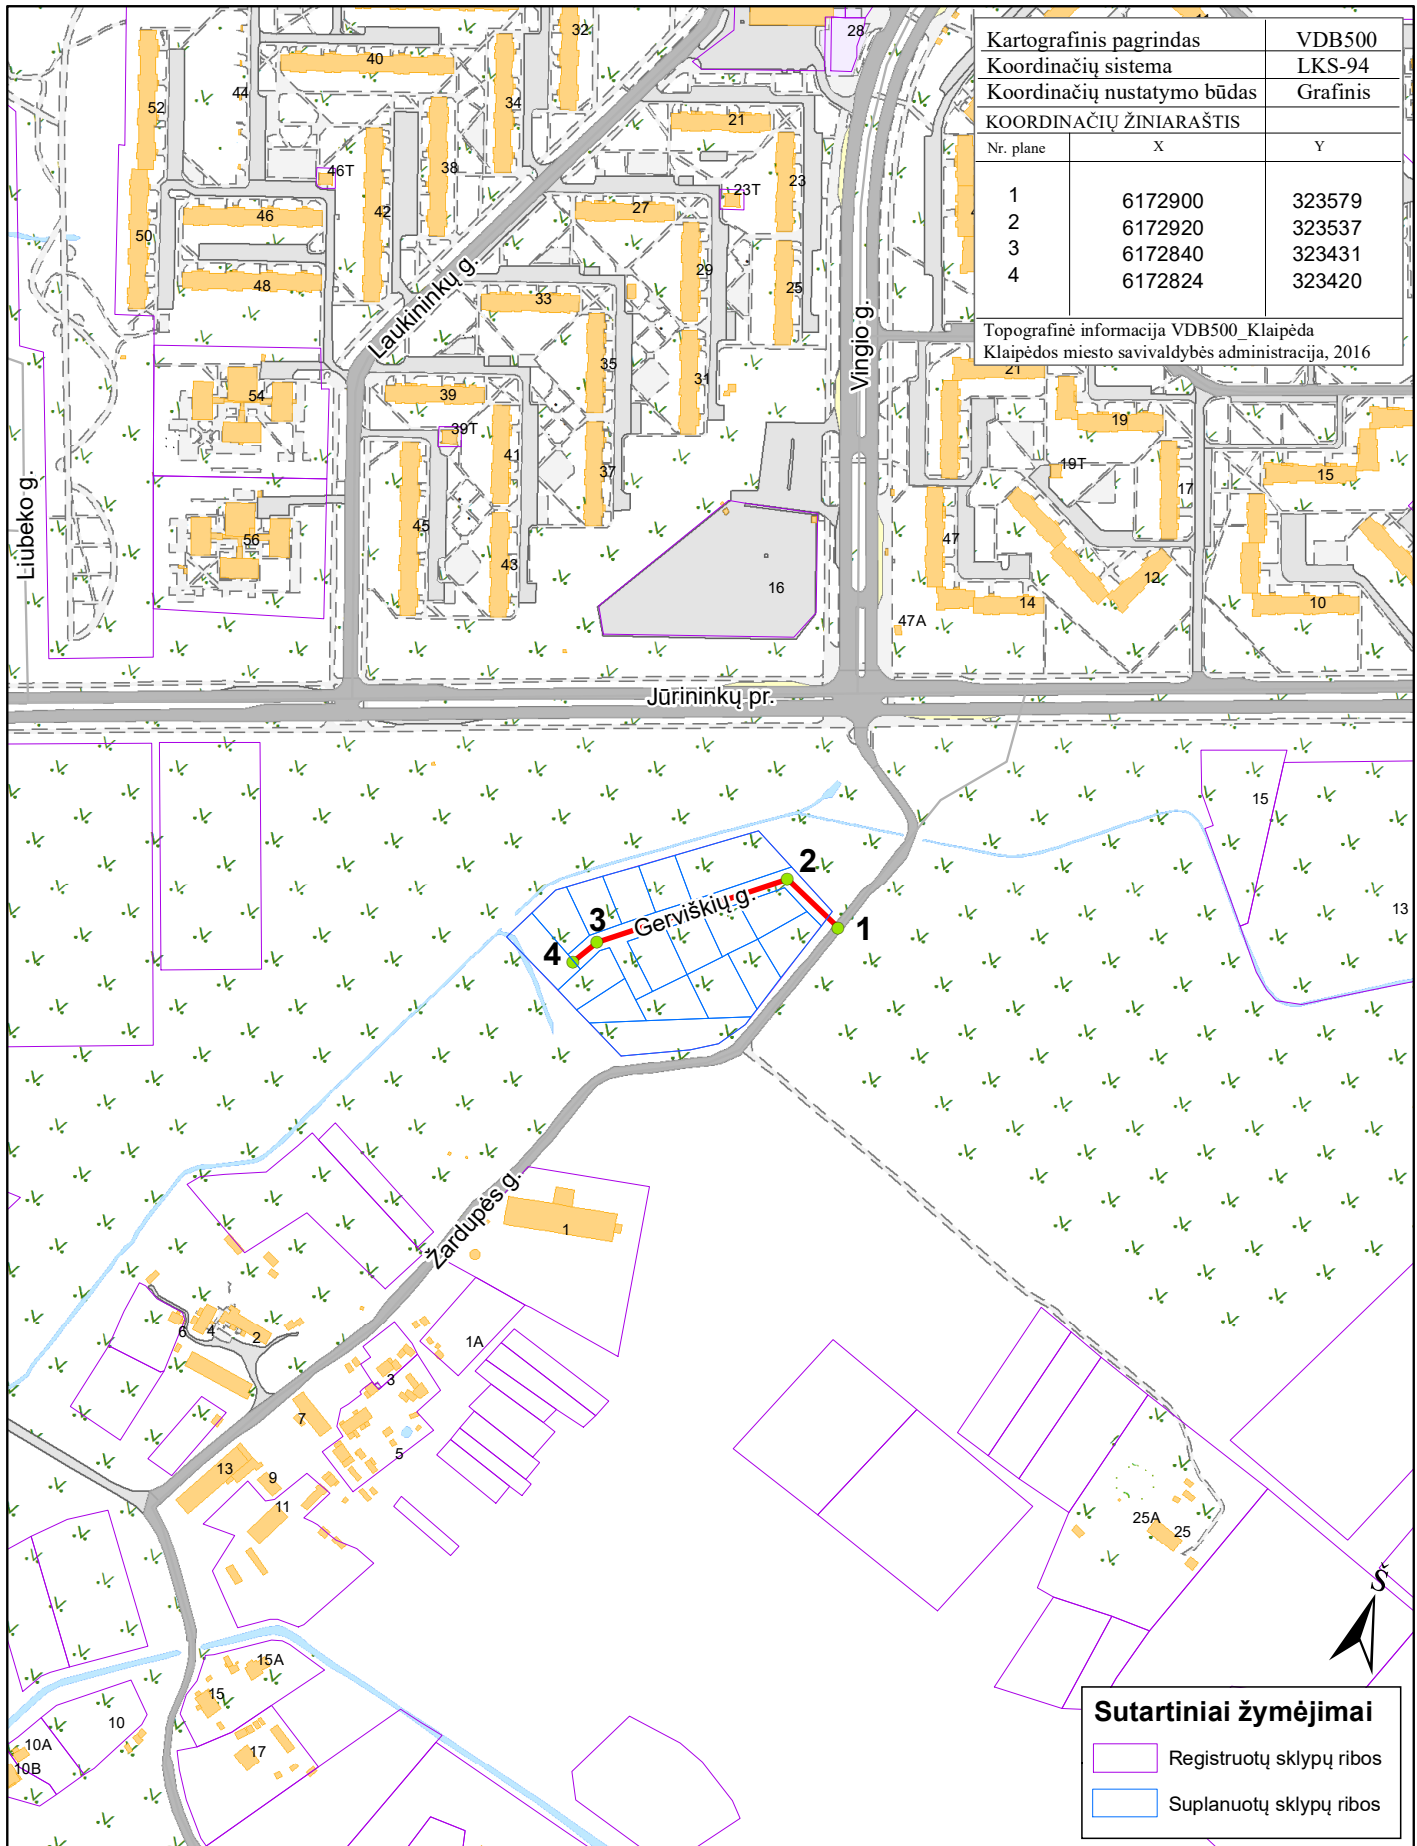 Kartografinis pagrindas VDB500
Koordinačių sistema LKS-94
Koordinačių nustatymo būdas Grafinis
KOORDINAČIŲ ŽINIARAŠTIS
Nr. plane X Y
1 6172900 323579
2 6172920 323537
3 6172840 323431
4 6172824 323420
Topografinė informacija VDB500_Klaipėda
Klaipėdos miesto savivaldybės administracija, 2016
32
28
40
52
44
34
21
38
46T
23T
23
42
46
27
50
29
48
33
25
Laukininkų g.
Vingio g.
35
31
21
54
39
19
39T
41
37
19T
17
15
Liubeko g.
45
56
43
47
16
12
14
10
47A
Jūrininkų pr.
15
13
2
Gerviškių g.
3
1
4
Žardupės g.
1
6
4
2
1A
3
7
5
13
9
11
25A
25
Š
15A
15
10
17
10A
10B
Sutartiniai žymėjimai
Registruotų sklypų ribos
Suplanuotų sklypų ribos